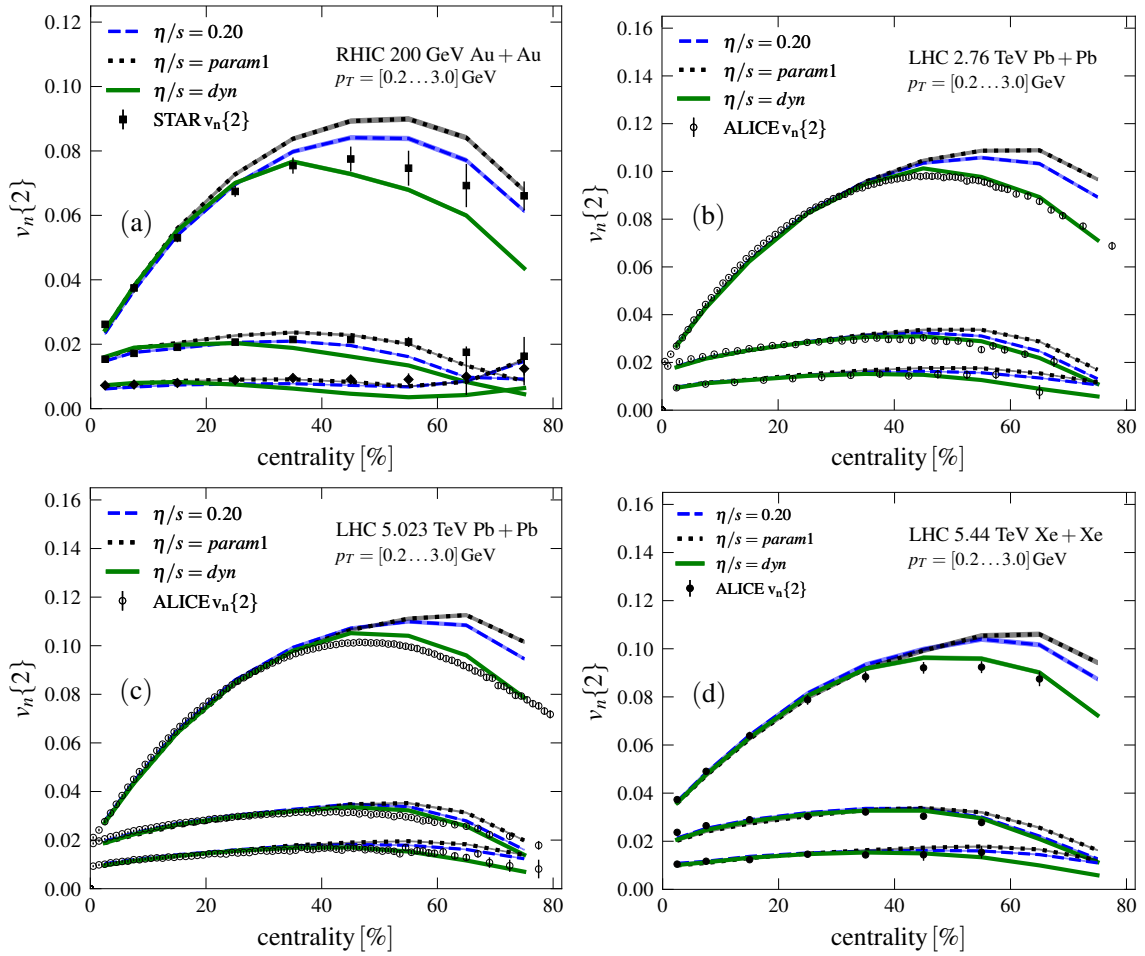 η/s = 0.20
η/s = param1
η/s = dyn
STAR vₙ{2}
RHIC 200 GeV Au + Au
p_T = [0.2…3.0] GeV
(a)
0.12
0.10
0.08
0.06
0.04
0.02
0.00
vₙ{2}
0 20 40 60 80
centrality [%]
η/s = 0.20
η/s = param1
η/s = dyn
ALICE vₙ{2}
LHC 2.76 TeV Pb + Pb
p_T = [0.2…3.0] GeV
(b)
0.16
0.14
0.12
0.10
0.08
0.06
0.04
0.02
0.00
vₙ{2}
0 20 40 60 80
centrality [%]
η/s = 0.20
η/s = param1
η/s = dyn
ALICE vₙ{2}
LHC 5.023 TeV Pb + Pb
p_T = [0.2…3.0] GeV
(c)
0.16
0.14
0.12
0.10
0.08
0.06
0.04
0.02
0.00
vₙ{2}
0 20 40 60 80
centrality [%]
η/s = 0.20
η/s = param1
η/s = dyn
ALICE vₙ{2}
LHC 5.44 TeV Xe + Xe
p_T = [0.2…3.0] GeV
(d)
0.16
0.14
0.12
0.10
0.08
0.06
0.04
0.02
0.00
vₙ{2}
0 20 40 60 80
centrality [%]